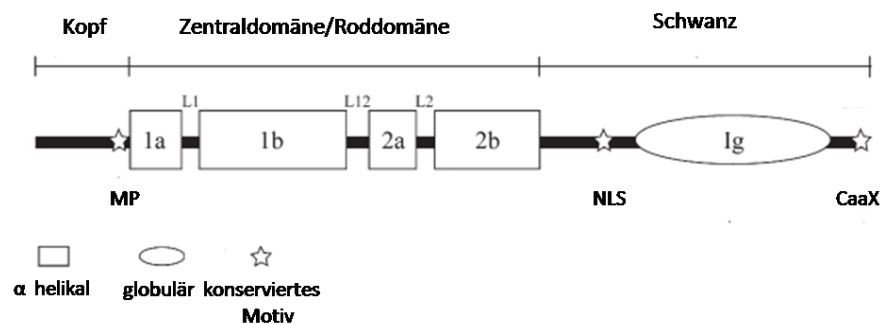 Kopf Zentraldomäne/Roddomäne Schwanz
L1 L12 L2
1a 1b 2a 2b Ig
MP NLS CaaX
α helikal globulär konserviertes
Motiv